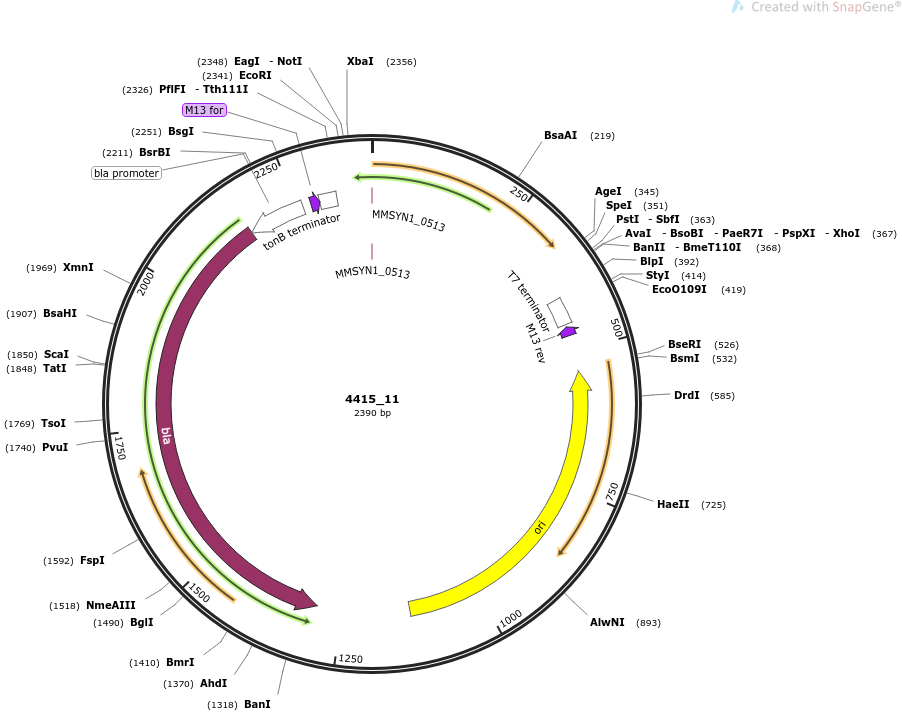 Created with SnapGene®
(2348) EagI - NotI
XbaI (2356)
(2341) EcoRI
(2326) PflFI - Tth111I
M13 for
(2251) BsgI
(2211) BsrBI
bla promoter
BsaAI (219)
2250
250
AgeI (345)
SpeI (351)
PstI - SbfI (363)
AvaI - BsoBI - PaeR7I - PspXI - XhoI (367)
BanII - BmeT110I (368)
BlpI (392)
StyI (414)
EcoO109I (419)
tonB terminator
MMSYN1_0513
MMSYN1_0513
(1969) XmnI
2000
T7 terminator
M13 rev
500
(1907) BsaHI
(1850) ScaI
(1848) TatI
BseRI (526)
BsmI (532)
DrdI (585)
4415_11
2390 bp
(1769) TsoI
(1740) PvuI
1750
bla
750
HaeII (725)
ori
(1592) FspI
1500
(1518) NmeAIII
(1490) BglI
1000
AlwNI (893)
1250
(1410) BmrI
(1370) AhdI
(1318) BanI